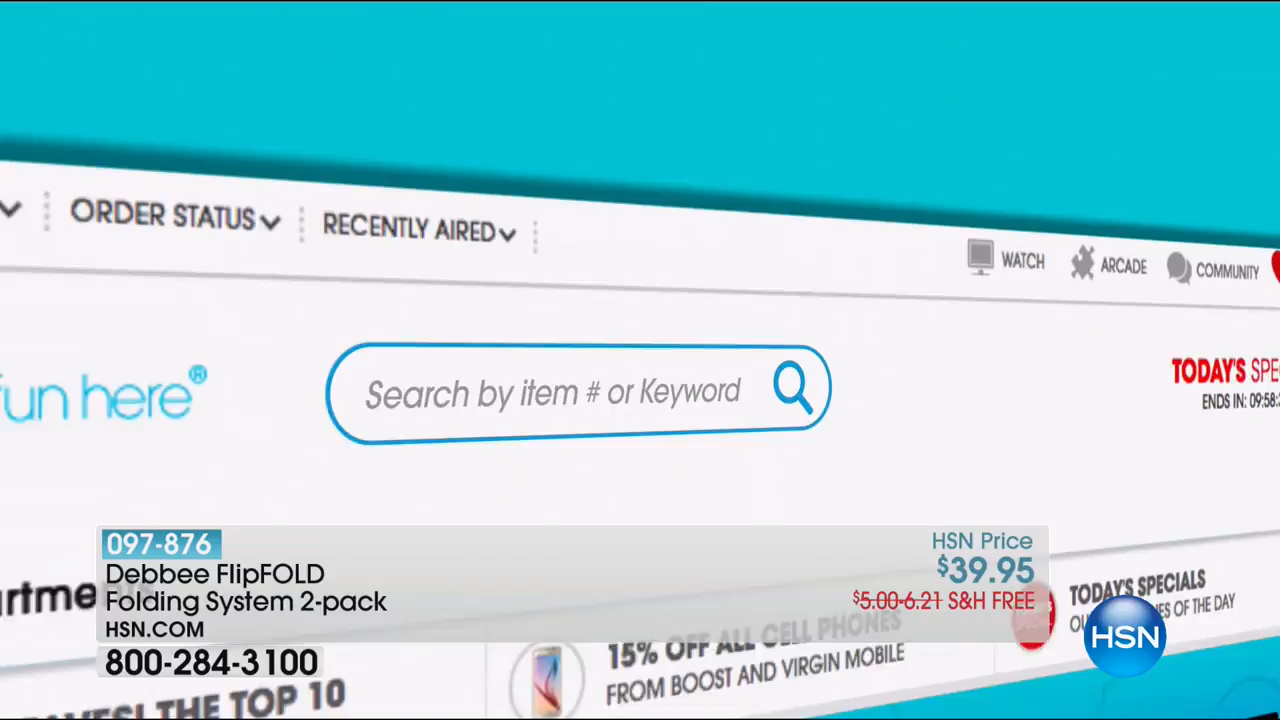 ORDER STATUS
RECENTLY AIRED
WATCH
ARCADE
COMMUNITY
fun here®
Search by item # or Keyword
TODAY'S SPE
ENDS IN: 09:58:
097-876
Debbee FlipFOLD
Folding System 2-pack
HSN.COM
800-284-3100
HSN Price
$39.95
$5.00-6.21 S&H FREE
TODAY'S SPECIALS
OF THE DAY
HSN
15% OFF ALL CELL PHONES
FROM BOOST AND VIRGIN MOBILE
THE TOP 10